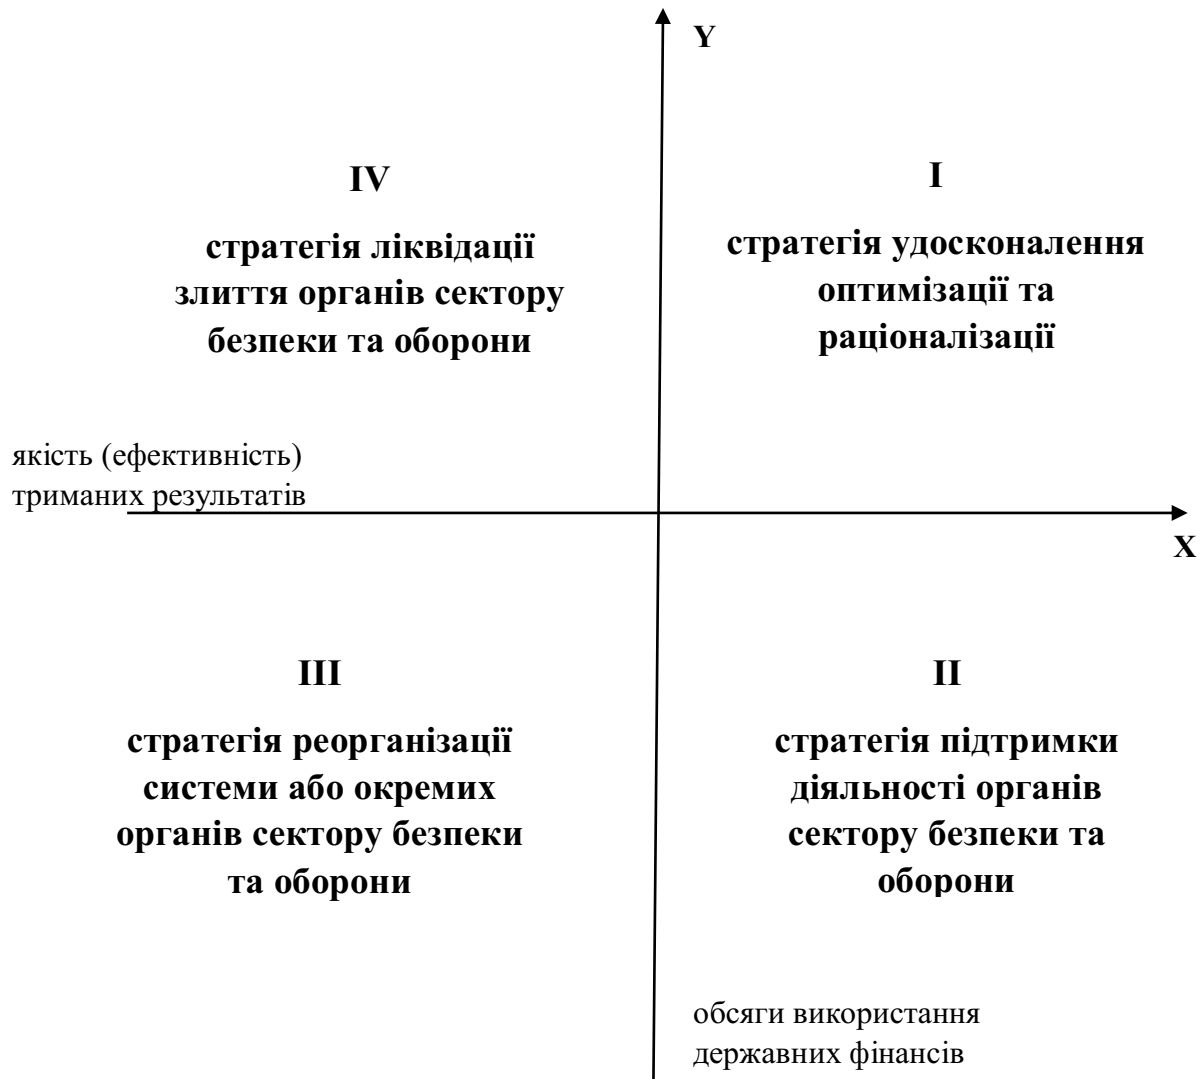 Y
IV
стратегія ліквідації
злиття органів сектору
безпеки та оборони
I
стратегія удосконалення
оптимізації та
раціоналізації
якість (ефективність)
триманих результатів
X
III
стратегія реорганізації
системи або окремих
органів сектору безпеки
та оборони
II
стратегія підтримки
діяльності органів
сектору безпеки та
оборони
обсяги використання
державних фінансів